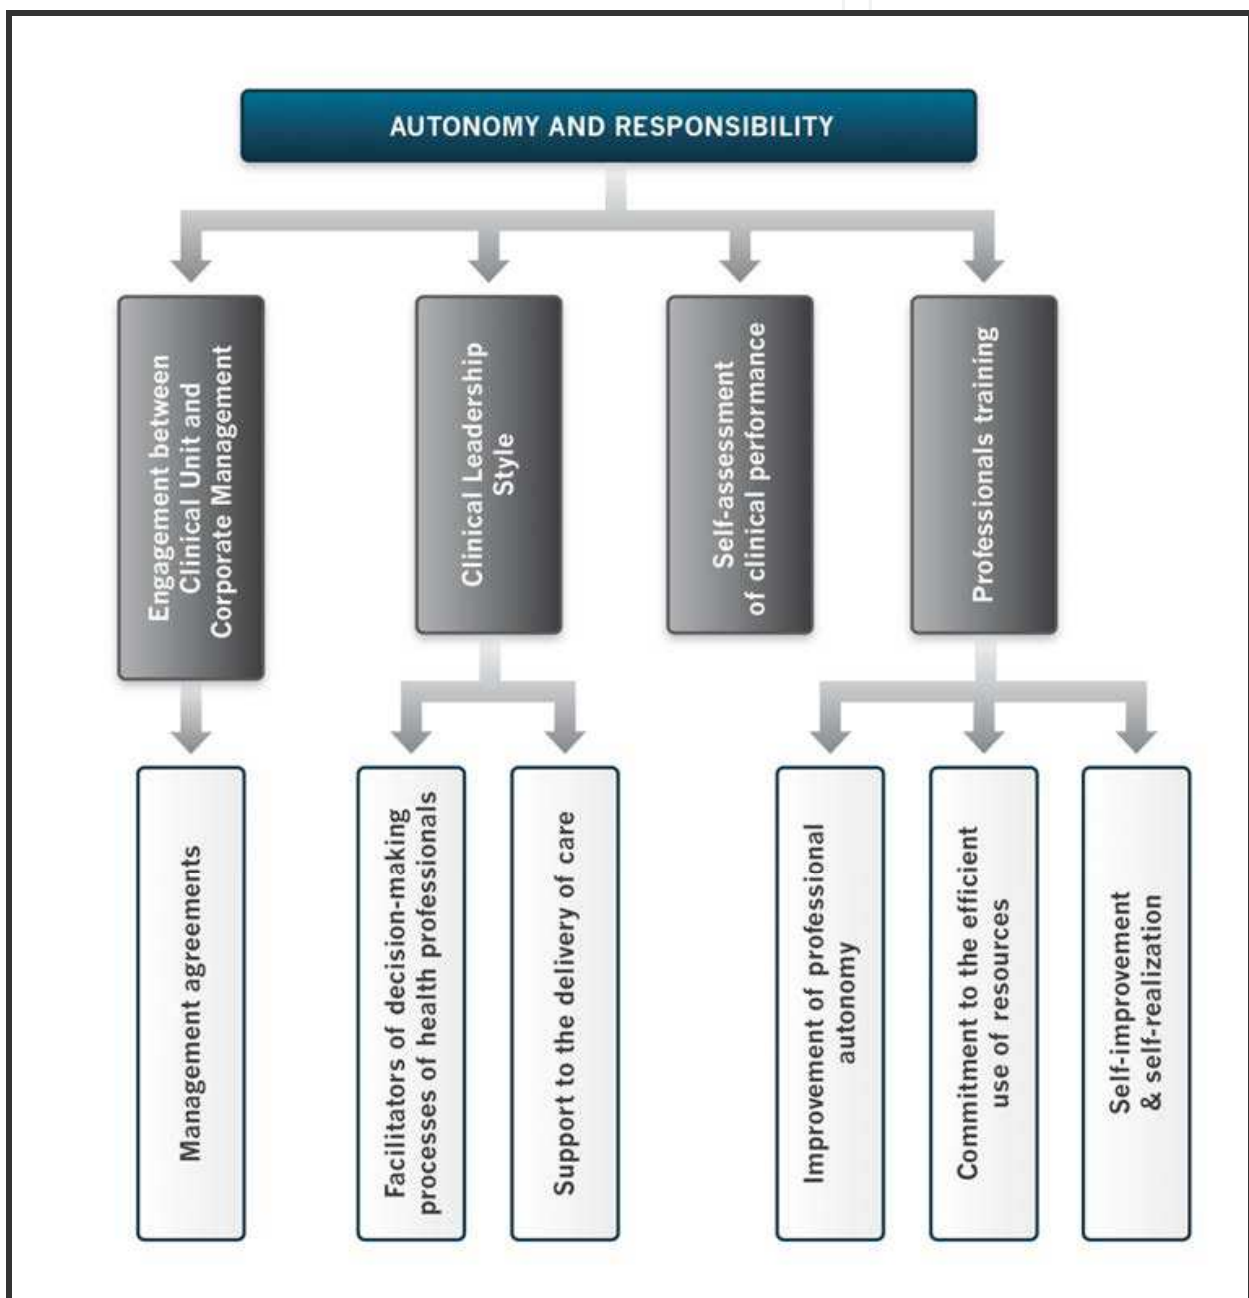 AUTONOMY AND RESPONSIBILITY
Engagement between
Clinical Unit and
Corporate Management
Clinical Leadership
Style
Self-assessment
of clinical performance
Professionals training
Management agreements
Facilitators of decision-making
processes of health professionals
Support to the delivery of care
Improvement of professional
autonomy
Commitment to the efficient
use of resources
Self-improvement
& self-realization